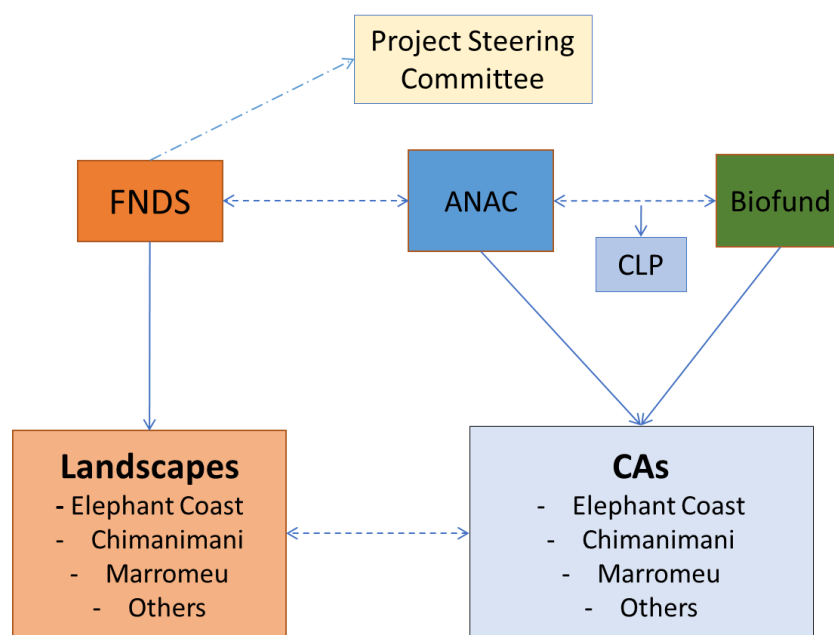 Project Steering
Committee
FNDS
ANAC
Biofund
CLP
Landscapes
- Elephant Coast
- Chimanimani
- Marromeu
- Others
CAs
- Elephant Coast
- Chimanimani
- Marromeu
- Others